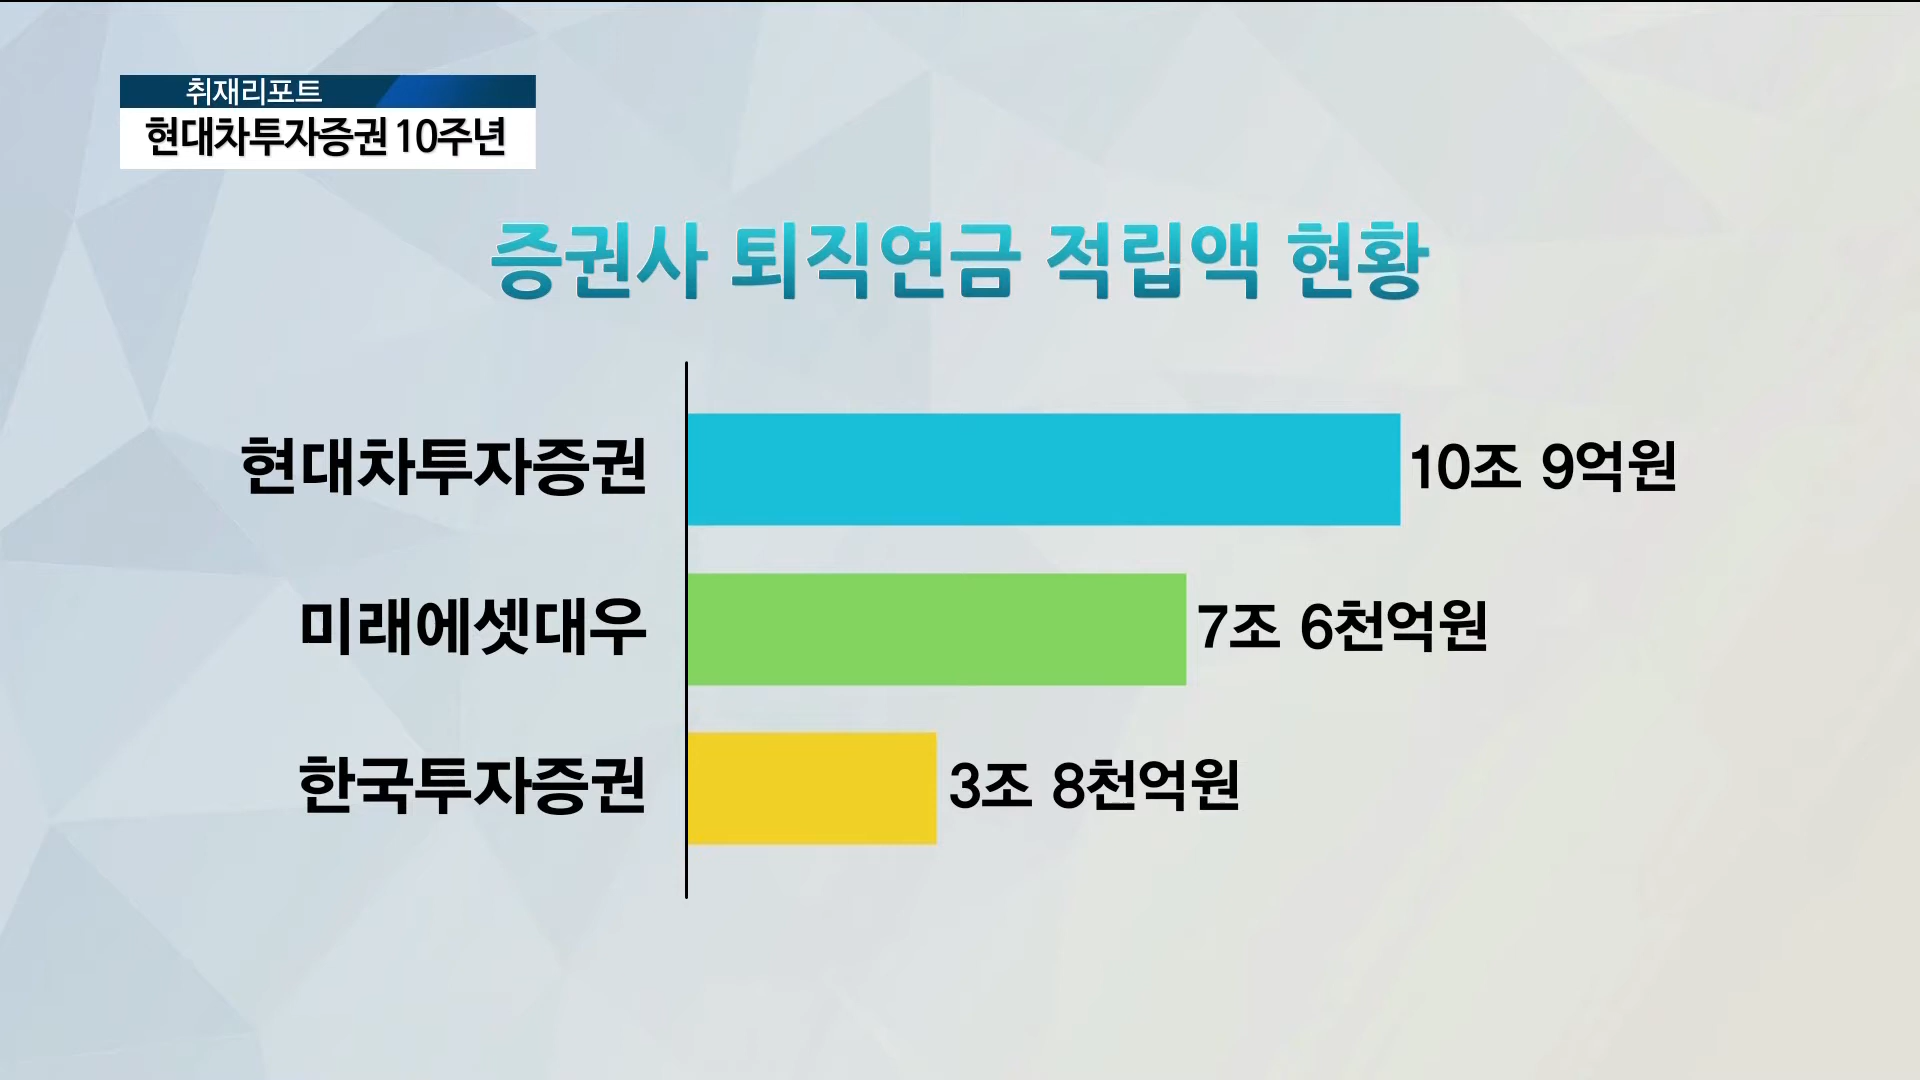 취재리포트
현대차투자증권 10주년
증권사 퇴직연금 적립액 현황
현대차투자증권 10조 9억원
미래에셋대우 7조 6천억원
한국투자증권 3조 8천억원